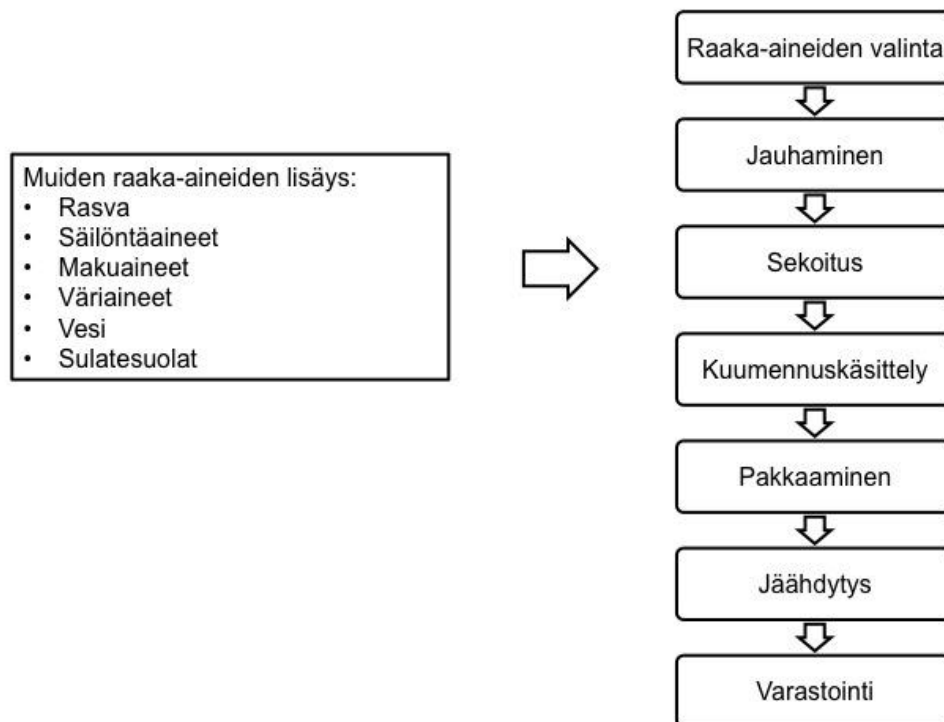 Raaka-aineiden valinta
Jauhaminen
Muiden raaka-aineiden lisäys:
• Rasva
• Säilöntäaineet
• Makuaineet
• Väriaineet
• Vesi
• Sulatesuolat
Sekoitus
Kuumennuskäsittely
Pakkaaminen
Jäähdytys
Varastointi